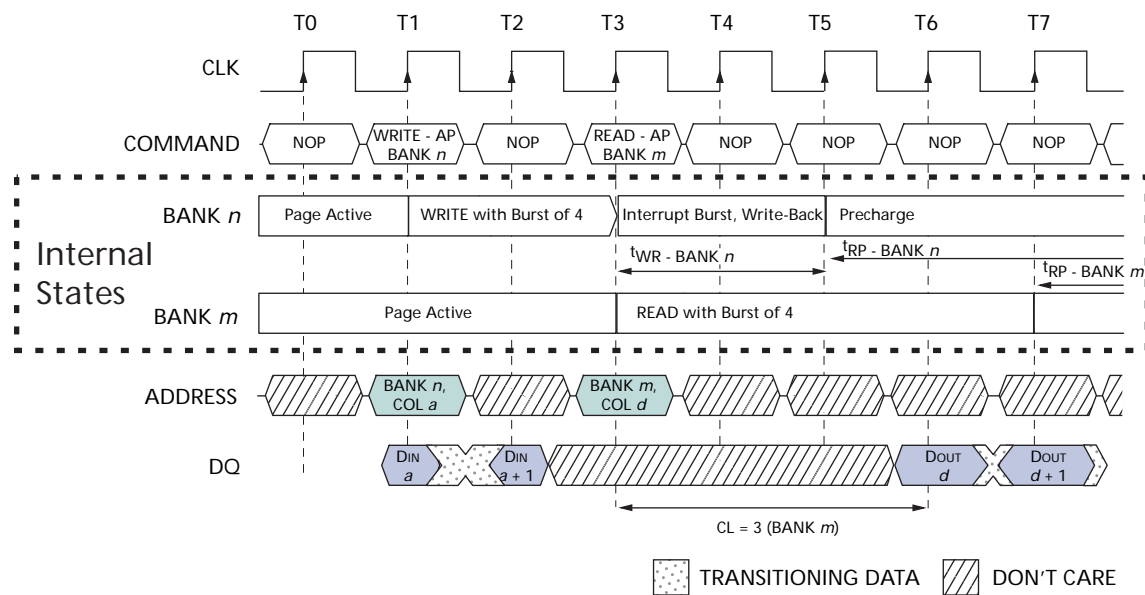 T0 T1 T2 T3 T4 T5 T6 T7
CLK
COMMAND NOP WRITE - AP BANK n NOP READ - AP BANK m NOP NOP NOP NOP
Internal States
BANK n Page Active WRITE with Burst of 4 Interrupt Burst, Write-Back Precharge
tWR - BANK n tRP - BANK n
tRP - BANK m
BANK m Page Active READ with Burst of 4
ADDRESS BANK n, COL a BANK m, COL d
DQ DIN a DIN a + 1 DOUT d DOUT d + 1
CL = 3 (BANK m)
TRANSITIONING DATA DON'T CARE